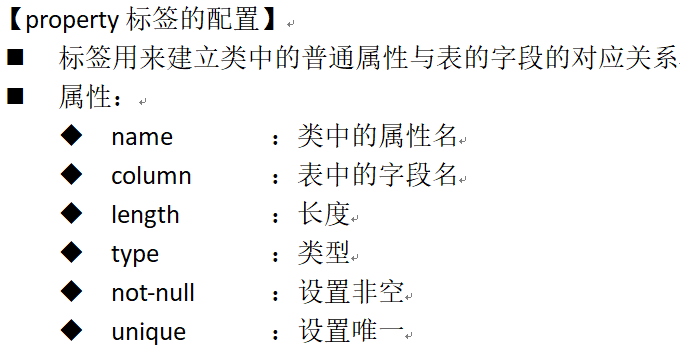 【property 标签的配置】
■ 标签用来建立类中的普通属性与表的字段的对应关系
■ 属性：
◆ name ：类中的属性名
◆ column ：表中的字段名
◆ length ：长度
◆ type ：类型
◆ not-null ：设置非空
◆ unique ：设置唯一